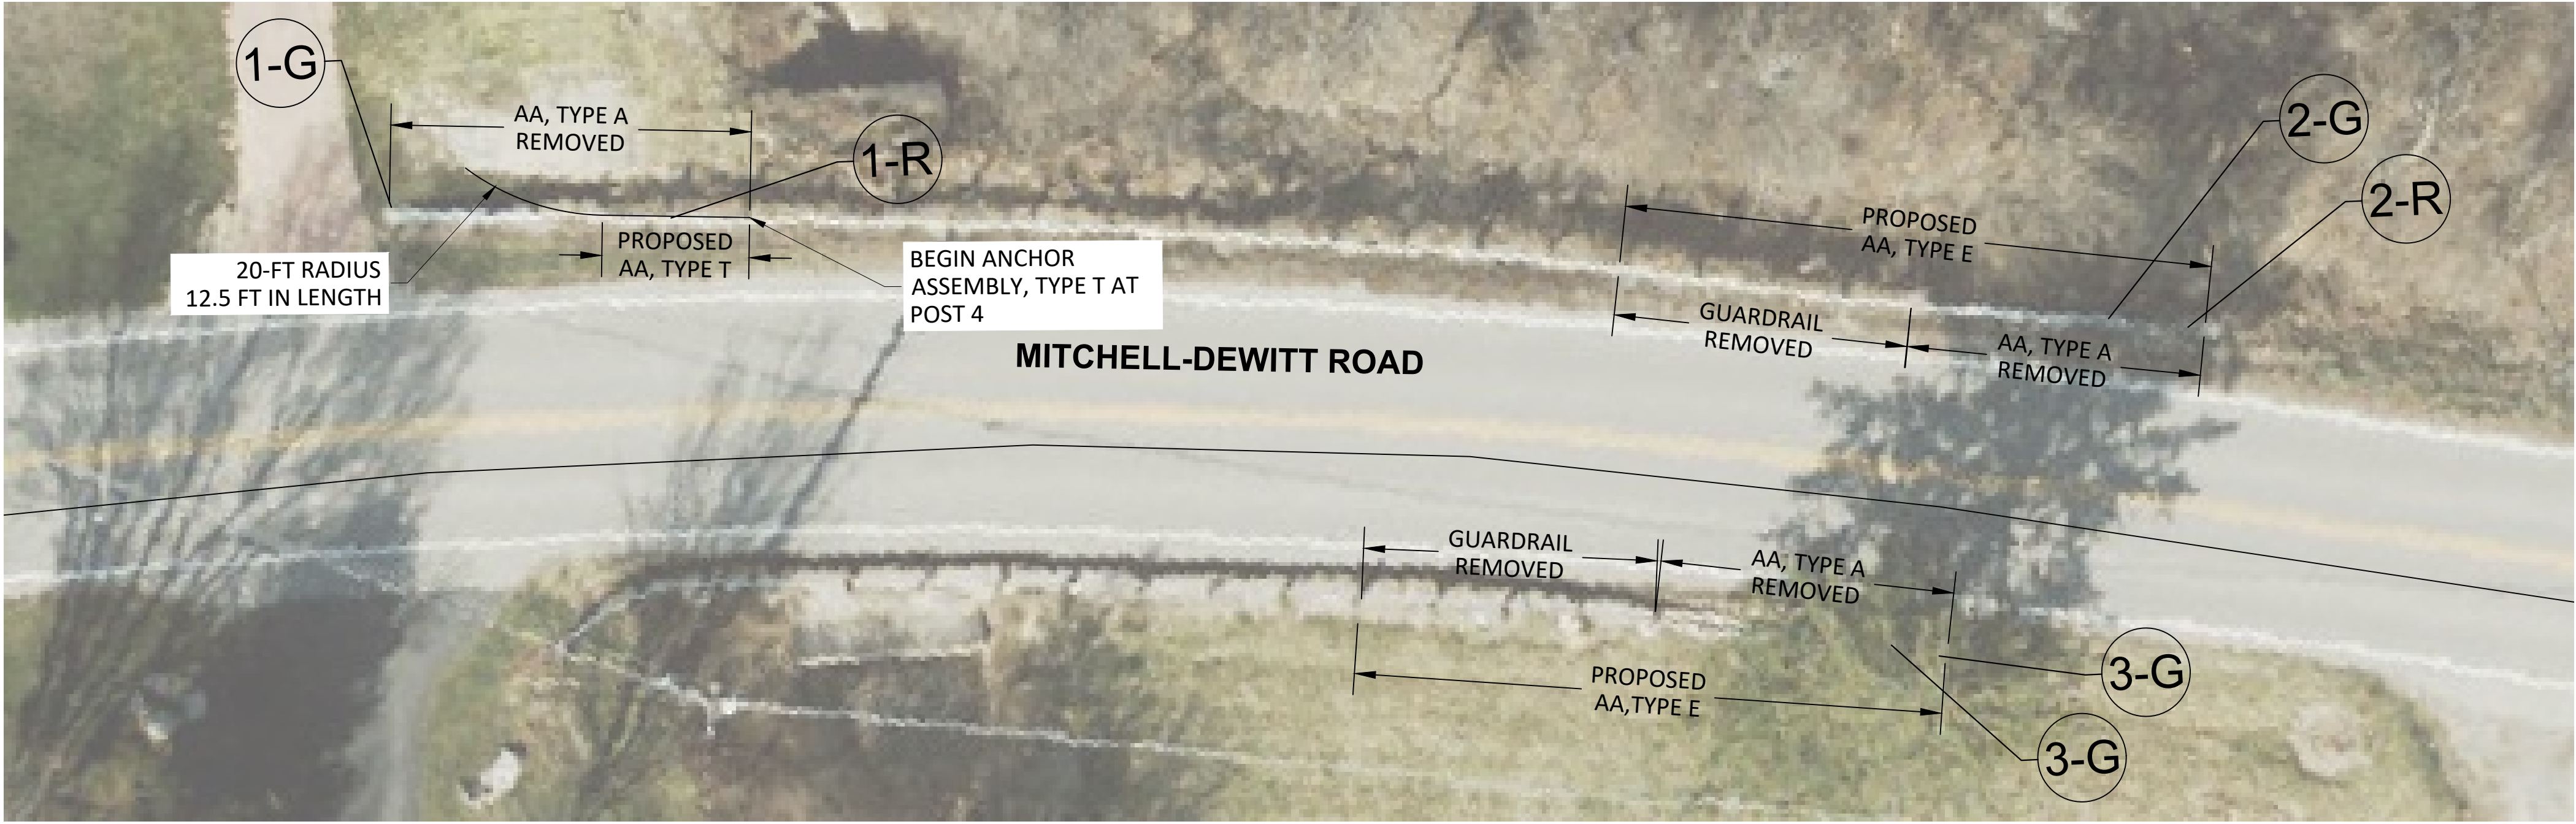 1-G
AA, TYPE A
REMOVED
1-R
2-G
2-R
PROPOSED
AA, TYPE E
20-FT RADIUS
12.5 FT IN LENGTH
PROPOSED
AA, TYPE T
BEGIN ANCHOR
ASSEMBLY, TYPE T AT
POST 4
GUARDRAIL
REMOVED
AA, TYPE A
REMOVED
MITCHELL-DEWITT ROAD
GUARDRAIL
REMOVED
AA, TYPE A
REMOVED
PROPOSED
AA,TYPE E
3-G
3-G